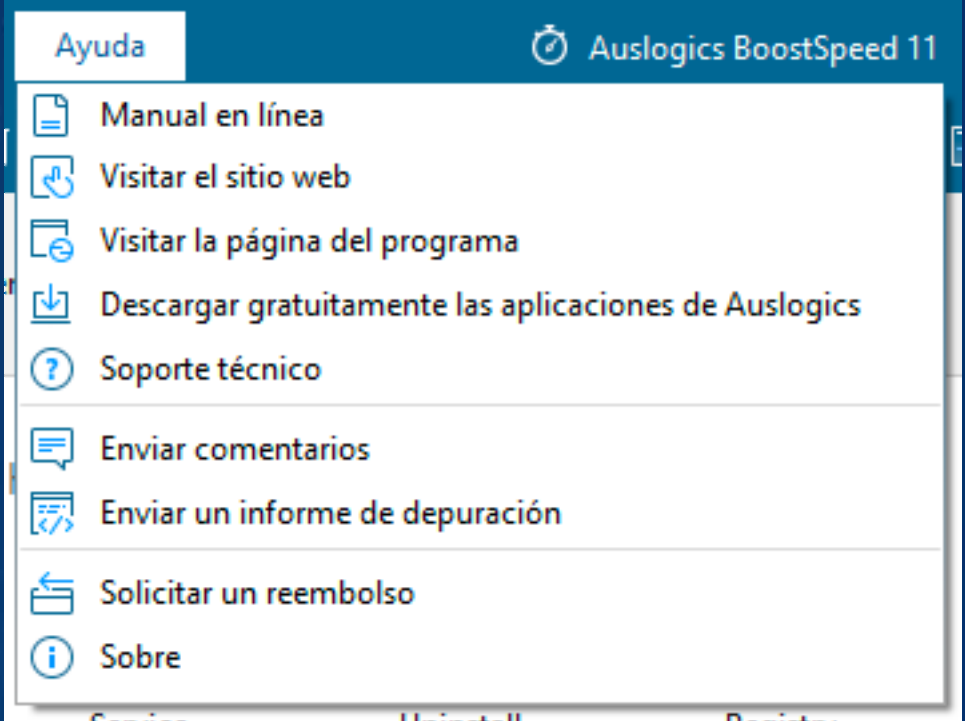 Ayuda
Auslogics BoostSpeed 11
Manual en línea
Visitar el sitio web
Visitar la página del programa
Descargar gratuitamente las aplicaciones de Auslogics
Soporte técnico
Enviar comentarios
Enviar un informe de depuración
Solicitar un reembolso
Sobre